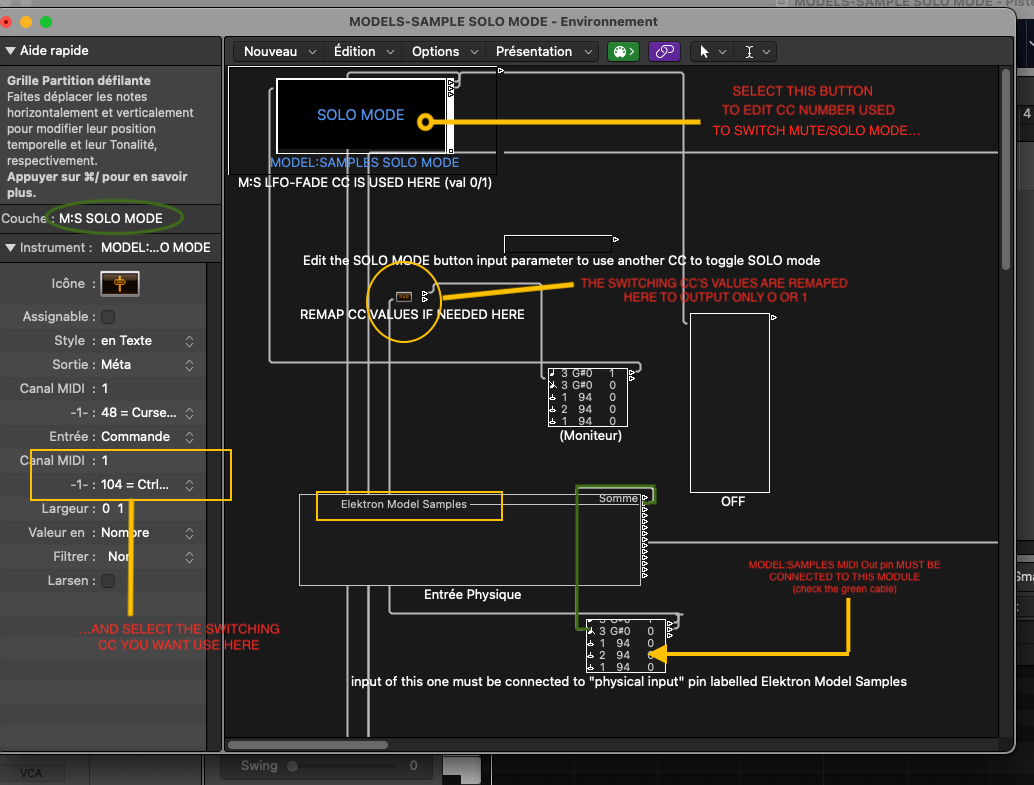 MODELS-SAMPLE SOLO MODE - Piste
MODELS-SAMPLE SOLO MODE - Environnement
Aide rapide
Nouveau
Édition
Options
Présentation
Grille Partition défilante
Faites déplacer les notes
horizontalement et verticalement
pour modifier leur position
temporelle et leur Tonalité,
respectivement.
Appuyer sur ⌘/ pour en savoir
plus.
Couche : M:S SOLO MODE
Instrument : MODEL:...O MODE
Icône :
Assignable :
Style : en Texte
Sortie : Méta
Canal MIDI : 1
-1- : 48 = Curse...
Entrée : Commande
Canal MIDI : 1
-1- : 104 = Ctrl...
Largeur : 0 1
Valeur en : Nombre
Filtrer : Non
Larsen :
...AND SELECT THE SWITCHING
CC YOU WANT USE HERE
SOLO MODE
MODEL:SAMPLES SOLO MODE
M:S LFO-FADE CC IS USED HERE (val 0/1)
SELECT THIS BUTTON
TO EDIT CC NUMBER USED
TO SWITCH MUTE/SOLO MODE...
4
Edit the SOLO MODE button input parameter to use another CC to toggle SOLO mode
THE SWITCHING CC'S VALUES ARE REMAPED
HERE TO OUTPUT ONLY 0 OR 1
REMAP CC VALUES IF NEEDED HERE
3 G#0 1
3 G#0 0
1 94 0
2 94 0
1 94 0
(Moniteur)
OFF
Somme
Elektron Model Samples
Entrée Physique
MODEL:SAMPLES MIDI Out pin MUST BE
CONNECTED TO THIS MODULE
(check the green cable)
3 G#0 0
1 94 0
2 94 0
1 94 0
input of this one must be connected to "physical input" pin labelled Elektron Model Samples
VCA
Swing 0